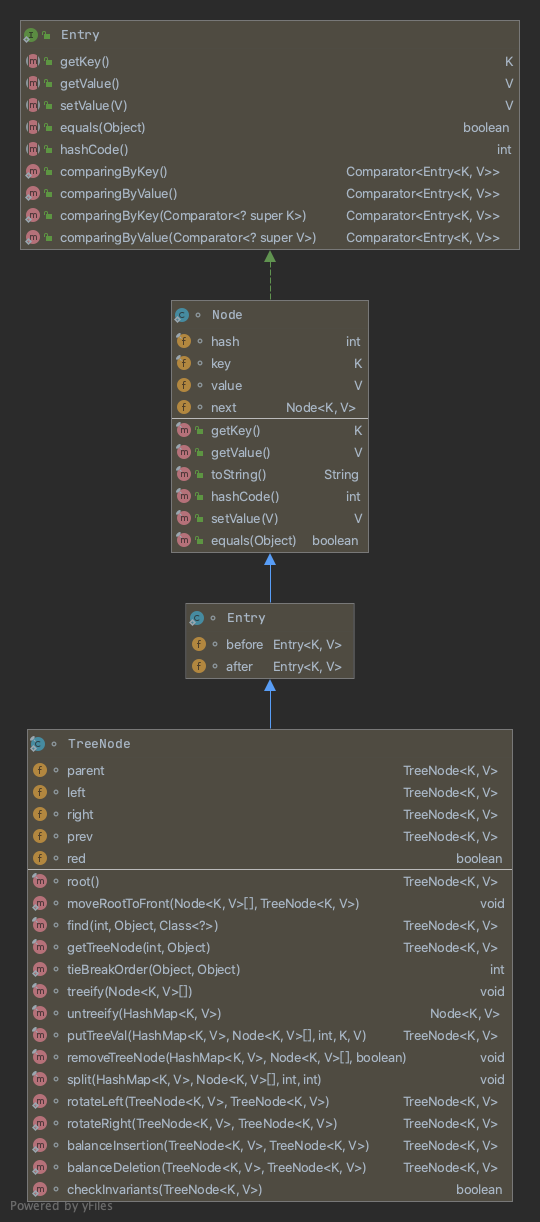 Entry
getKey() K
getValue() V
setValue(V) V
equals(Object) boolean
hashCode() int
comparingByKey() Comparator<Entry<K, V>>
comparingByValue() Comparator<Entry<K, V>>
comparingByKey(Comparator<? super K>) Comparator<Entry<K, V>>
comparingByValue(Comparator<? super V>) Comparator<Entry<K, V>>
Node
hash int
key K
value V
next Node<K, V>
getKey() K
getValue() V
toString() String
hashCode() int
setValue(V) V
equals(Object) boolean
Entry
before Entry<K, V>
after Entry<K, V>
TreeNode
parent TreeNode<K, V>
left TreeNode<K, V>
right TreeNode<K, V>
prev TreeNode<K, V>
red boolean
root() TreeNode<K, V>
moveRootToFront(Node<K, V>[], TreeNode<K, V>) void
find(int, Object, Class<?>) TreeNode<K, V>
getTreeNode(int, Object) TreeNode<K, V>
tieBreakOrder(Object, Object) int
treeify(Node<K, V>[]) void
untreeify(HashMap<K, V>) Node<K, V>
putTreeVal(HashMap<K, V>, Node<K, V>[], int, K, V) TreeNode<K, V>
removeTreeNode(HashMap<K, V>, Node<K, V>[], boolean) void
split(HashMap<K, V>, Node<K, V>[], int, int) void
rotateLeft(TreeNode<K, V>, TreeNode<K, V>) TreeNode<K, V>
rotateRight(TreeNode<K, V>, TreeNode<K, V>) TreeNode<K, V>
balanceInsertion(TreeNode<K, V>, TreeNode<K, V>) TreeNode<K, V>
balanceDeletion(TreeNode<K, V>, TreeNode<K, V>) TreeNode<K, V>
checkInvariants(TreeNode<K, V>) boolean
Powered by yFiles